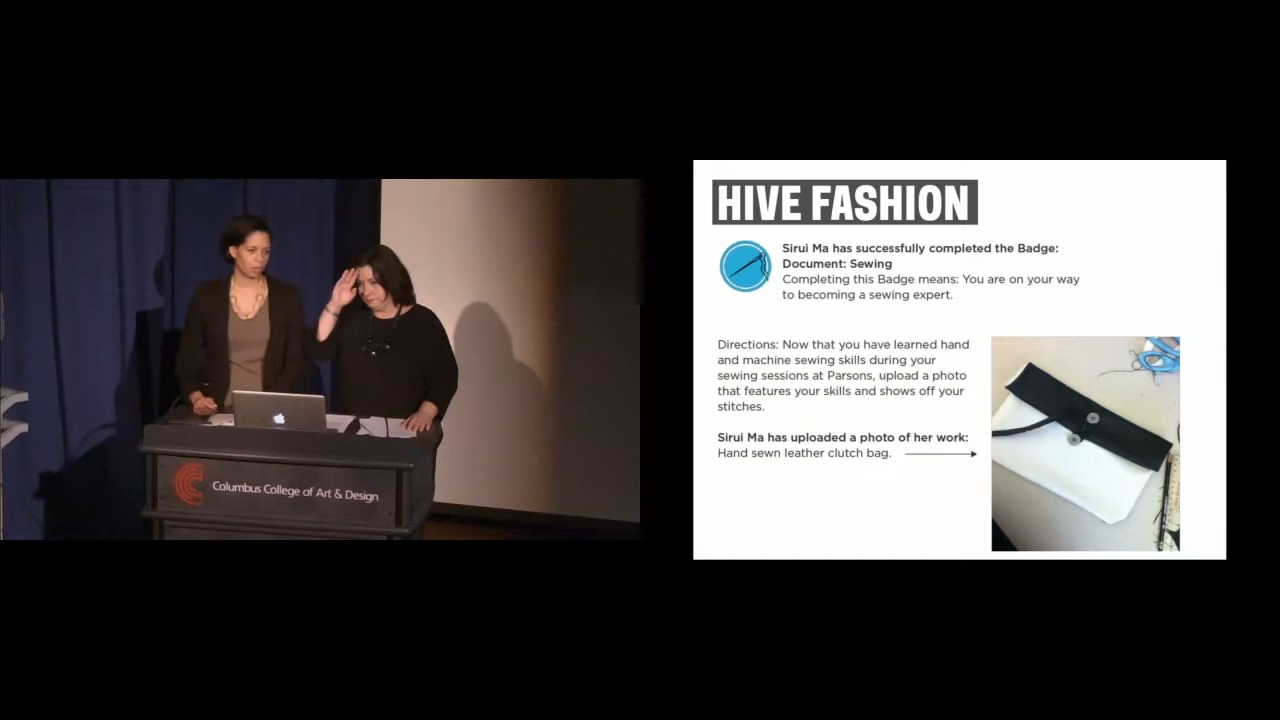 Columbus College of Art & Design
HIVE FASHION
Sirui Ma has successfully completed the Badge:
Document: Sewing
Completing this Badge means: You are on your way
to becoming a sewing expert.
Directions: Now that you have learned hand
and machine sewing skills during your
sewing sessions at Parsons, upload a photo
that features your skills and shows off your
stitches.
Sirui Ma has uploaded a photo of her work:
Hand sewn leather clutch bag.